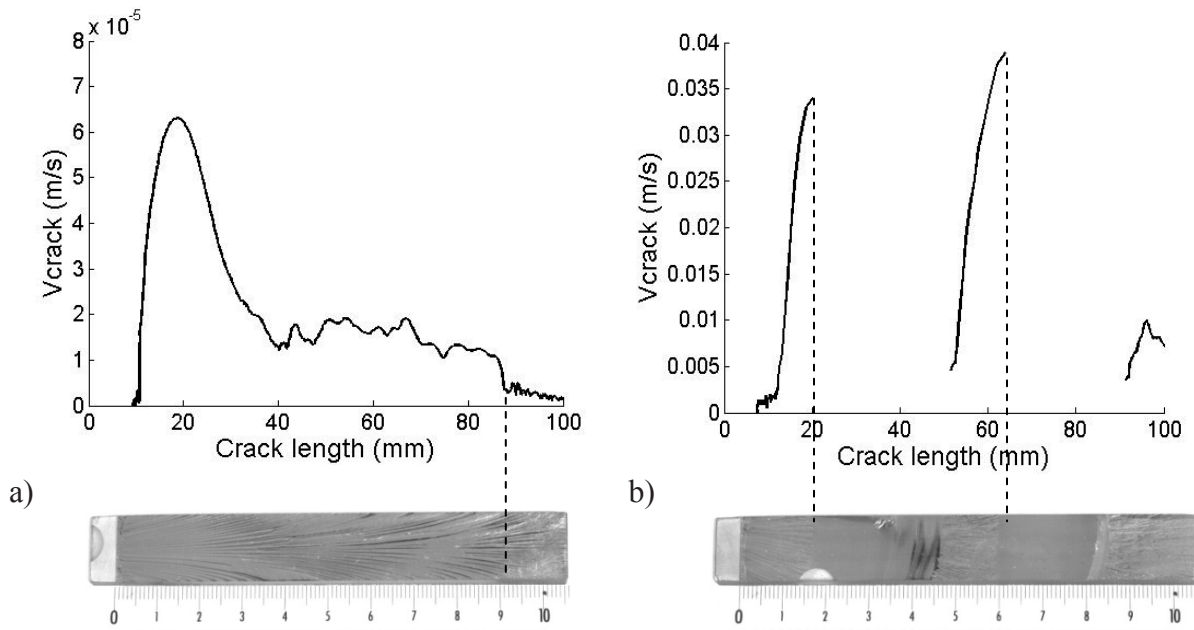 x 10⁻⁵
8
7
6
5
4
3
2
1
0
Vcrack (m/s)
0 20 40 60 80 100
Crack length (mm)
a)
0 1 2 3 4 5 6 7 8 9 10
0.04
0.035
0.03
0.025
0.02
0.015
0.01
0.005
0
Vcrack (m/s)
0 20 40 60 80 100
Crack length (mm)
b)
0 1 2 3 4 5 6 7 8 9 10